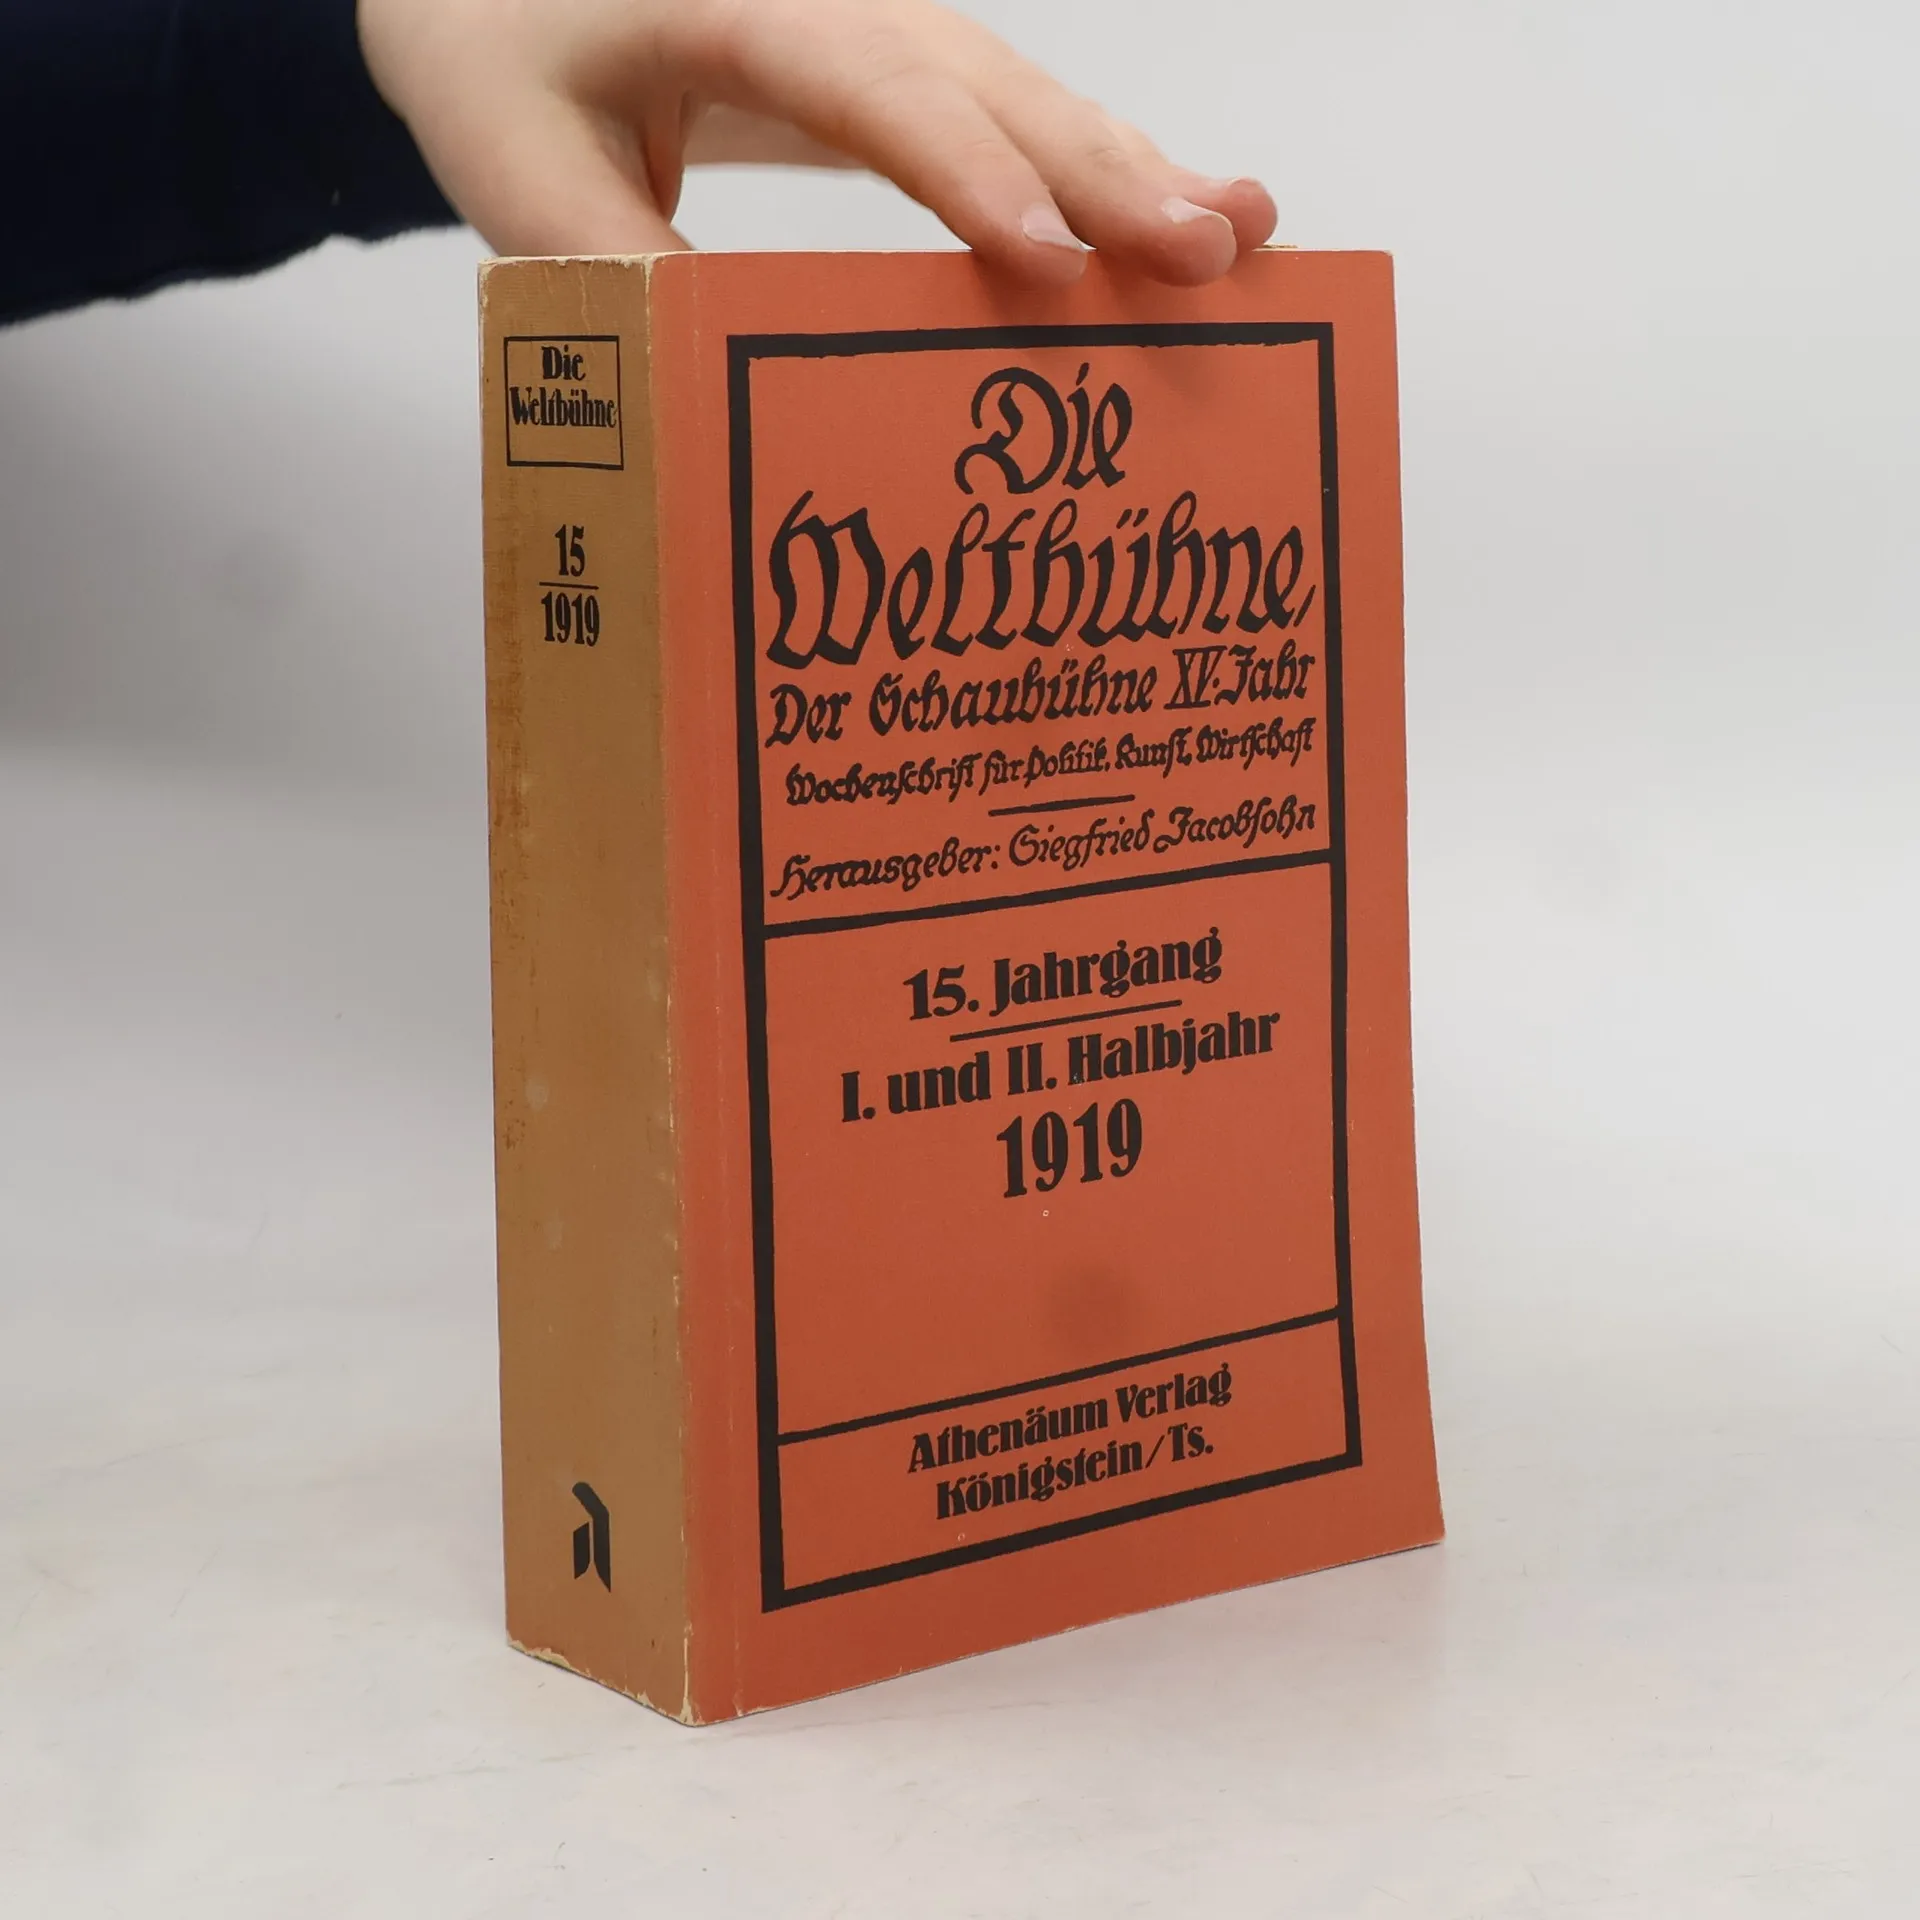 Die
Weltbühne
15
1919
Die
Weltbühne,
Der Schaubühne XV. Jahr
Wochenschrift für Politik, Kunst, Wirtschaft
Herausgeber: Siegfried Jacobsohn
15. Jahrgang
I. und II. Halbjahr
1919
Athenäum Verlag
Königstein/Ts.